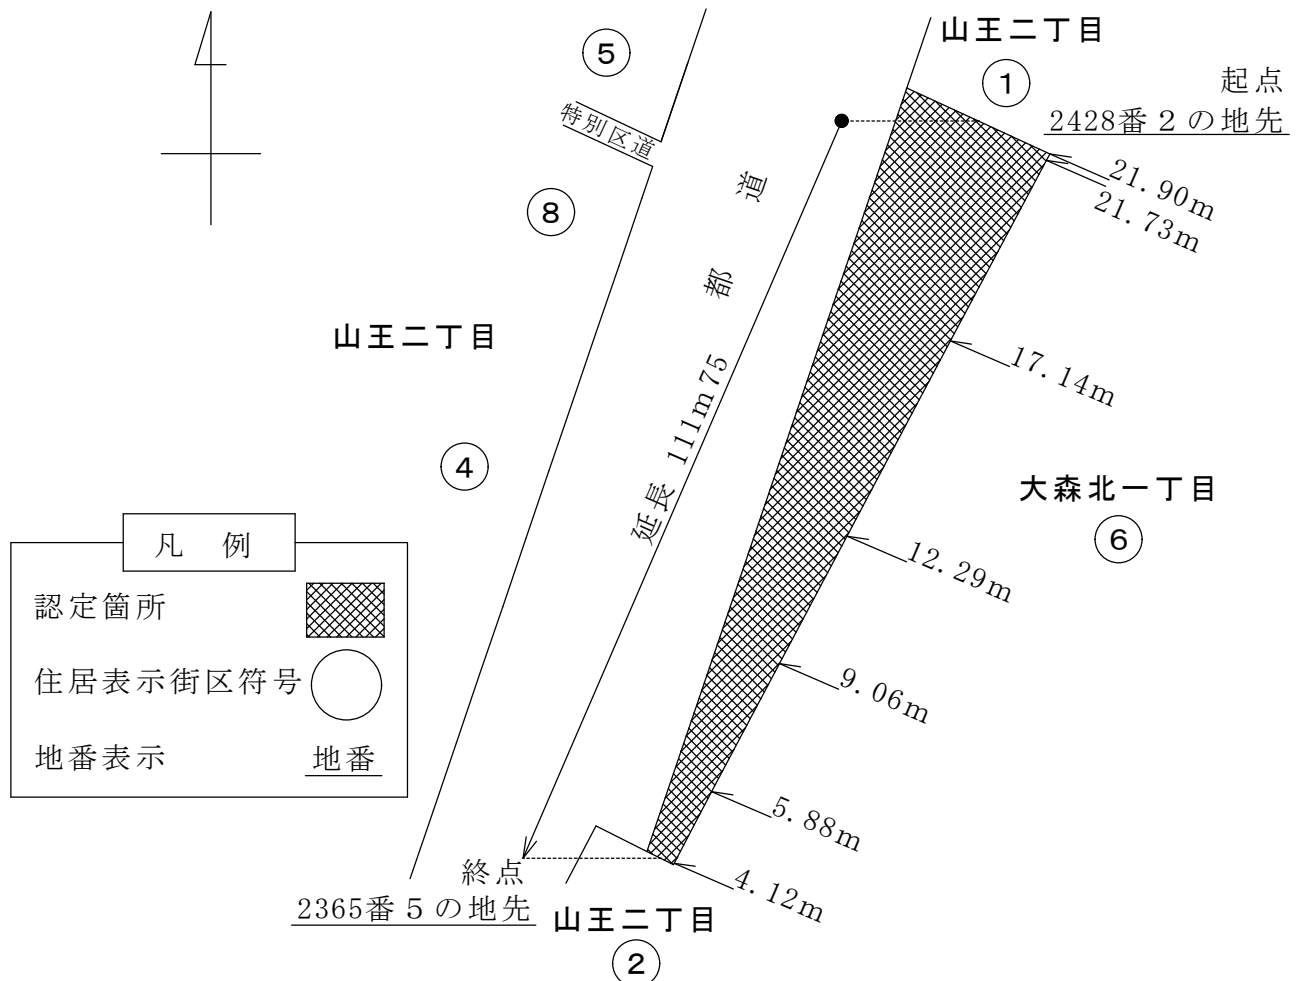 山王二丁目
⑤
①
起点
2428番２の地先
特別区道
21.90m
21.73m
道
⑧
都
山王二丁目
17.14m
延長 111m75
④
大森北一丁目
⑥
12.29m
凡 例
認定箇所
住居表示街区符号
地番表示
地番
9.06m
5.88m
4.12m
終点
2365番５の地先
山王二丁目
②